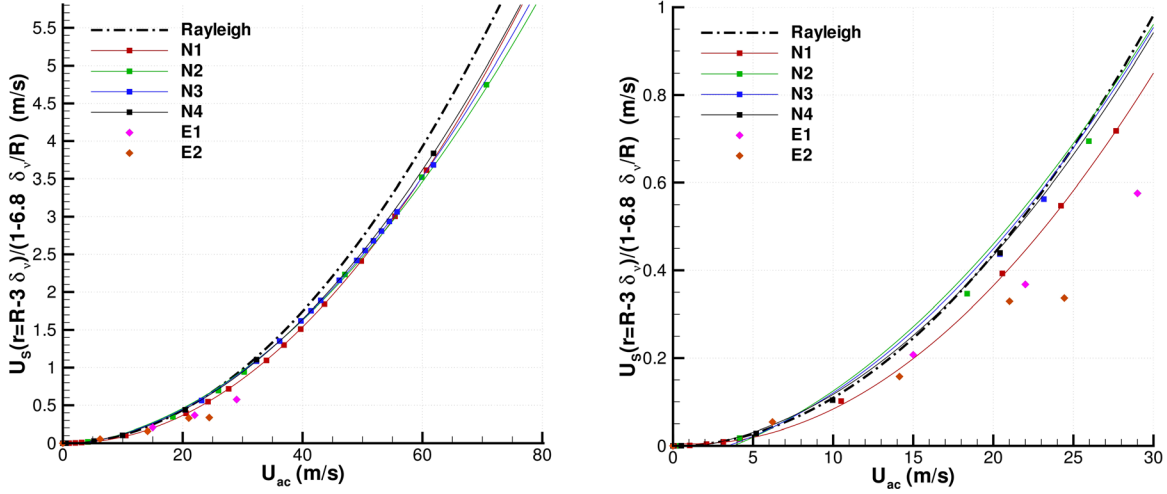 U_S(r=R-3 δ_ν)/(1-6.8 δ_ν/R) (m/s)
5.5
5
4.5
4
3.5
3
2.5
2
1.5
1
0.5
0
Rayleigh
N1
N2
N3
N4
E1
E2
0 20 40 60 80
U_ac (m/s)
U_S(r=R-3 δ_ν)/(1-6.8 δ_ν/R) (m/s)
1
0.8
0.6
0.4
0.2
0
Rayleigh
N1
N2
N3
N4
E1
E2
0 5 10 15 20 25 30
U_ac (m/s)